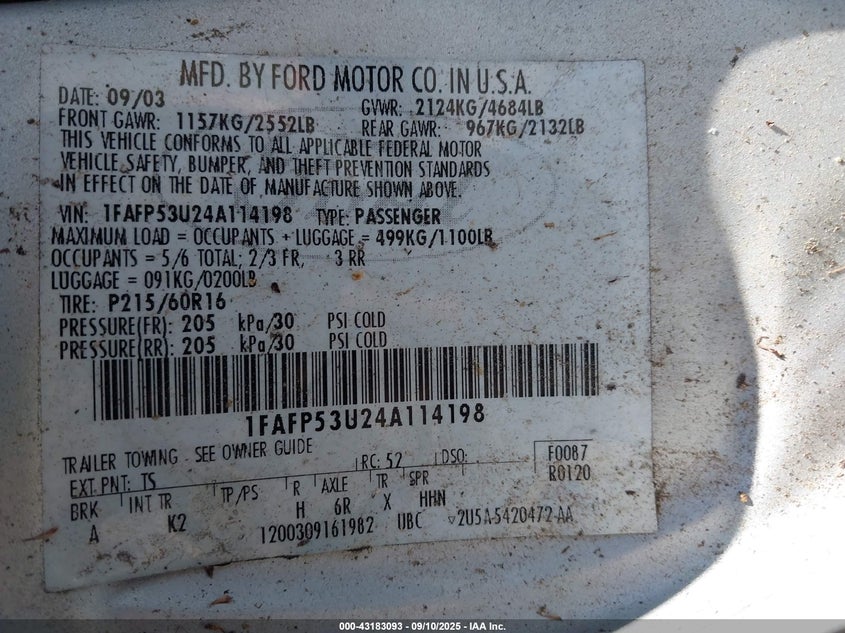 MFD. BY FORD MOTOR CO. IN U.S.A.
DATE: 09/03 GVWR: 2124KG/4684LB
FRONT GAWR: 1157KG/2552LB REAR GAWR: 967KG/2132LB
THIS VEHICLE CONFORMS TO ALL APPLICABLE FEDERAL MOTOR
VEHICLE SAFETY, BUMPER, AND THEFT PREVENTION STANDARDS
IN EFFECT ON THE DATE OF MANUFACTURE SHOWN ABOVE.
VIN: 1FAFP53U24A114198 TYPE: PASSENGER
MAXIMUM LOAD = OCCUPANTS + LUGGAGE = 499KG/1100LB
OCCUPANTS = 5/6 TOTAL; 2/3 FR, 3 RR
LUGGAGE = 091KG/0200LB
TIRE: P215/60R16
PRESSURE(FR): 205 kPa/30 PSI COLD
PRESSURE(RR): 205 kPa/30 PSI COLD
1FAFP53U24A114198
TRAILER TOWING - SEE OWNER GUIDE
EXT. PNT: TS RC: 52 DSO: F0087
R0120
BRK INT TR TP/PS R AXLE TR SPR
A K2 H 6R X HHN
1200309161982 UBC ▽2U5A-5420472-AA
000-43183093 - 09/10/2025 - IAA Inc.